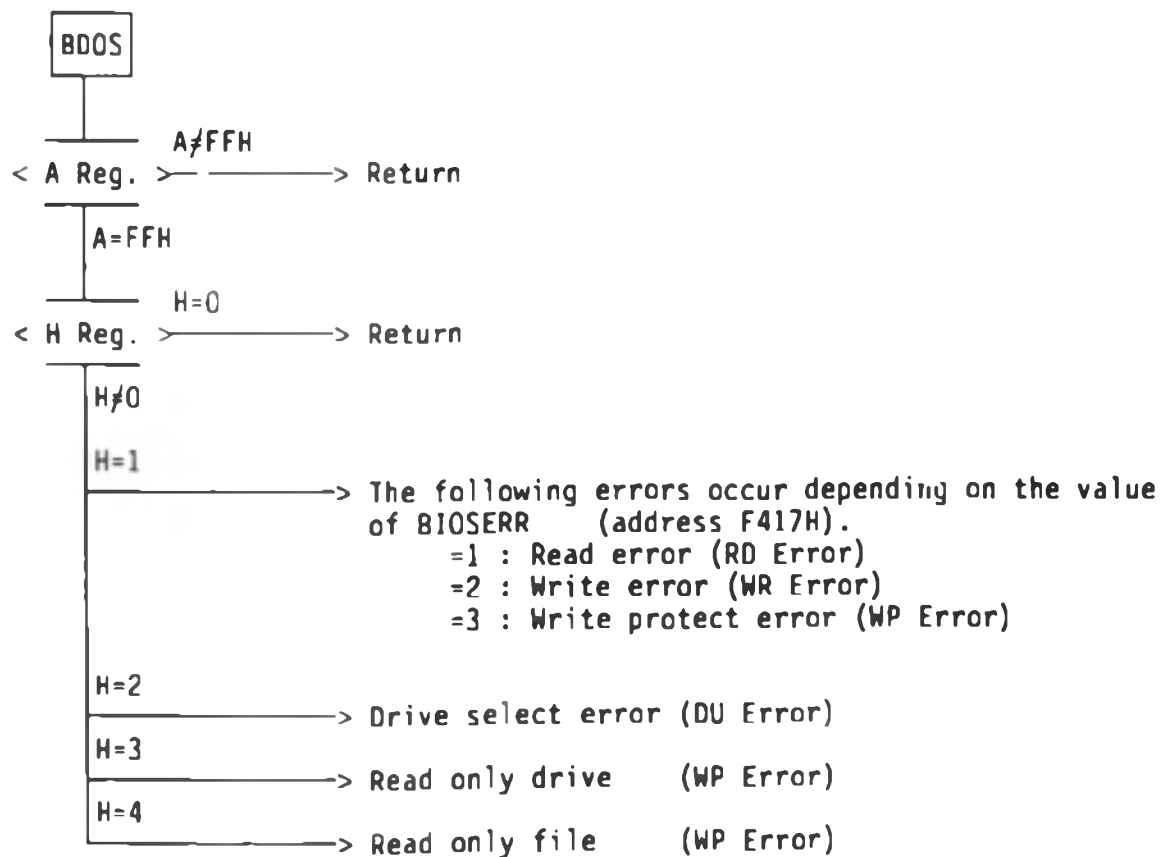 BDOS
A≠FFH
< A Reg. > > Return
A=FFH
H=0
< H Reg. > > Return
H≠0
H=1
> The following errors occur depending on the value
of BIOSERR (address F417H).
=1 : Read error (RD Error)
=2 : Write error (WR Error)
=3 : Write protect error (WP Error)
H=2
> Drive select error (DU Error)
H=3
> Read only drive (WP Error)
H=4
> Read only file (WP Error)